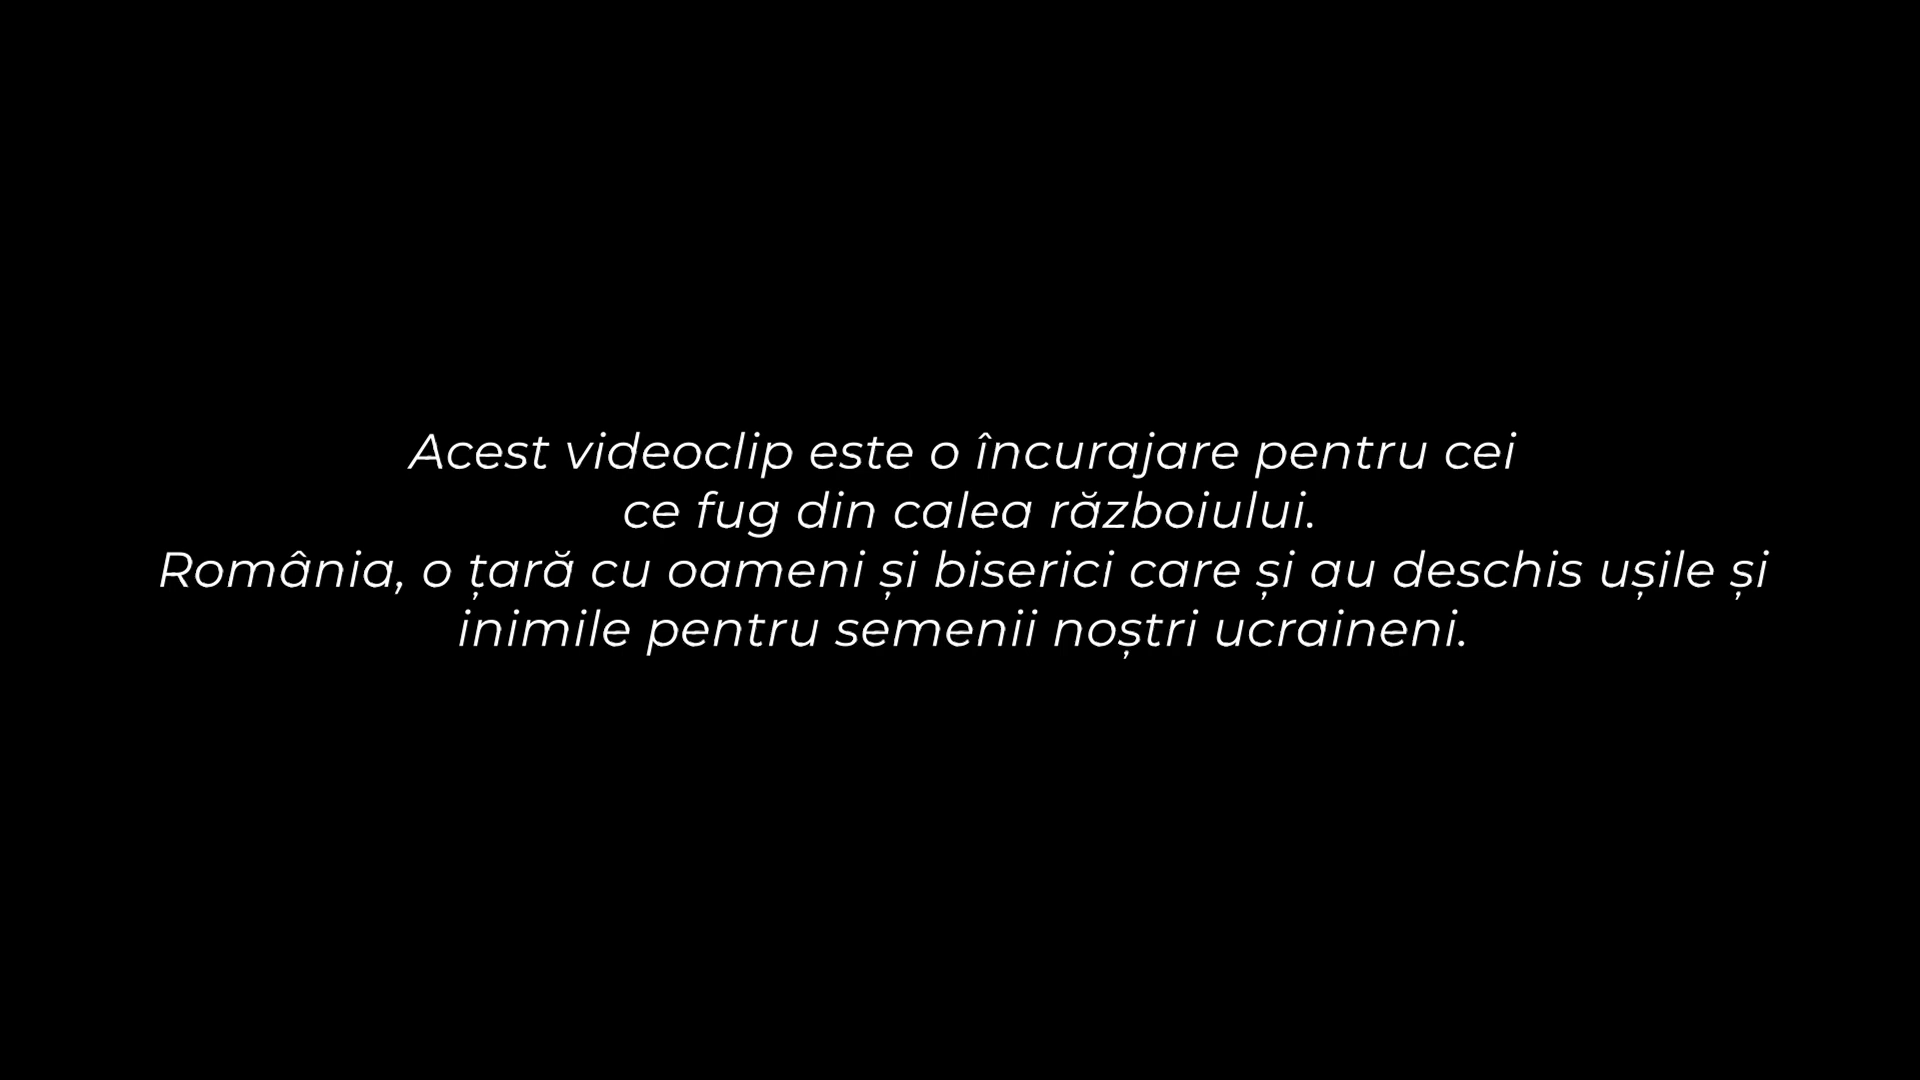 Acest videoclip este o încurajare pentru cei
ce fug din calea războiului.
România, o țară cu oameni și biserici care și au deschis ușile și
inimile pentru semenii noștri ucraineni.